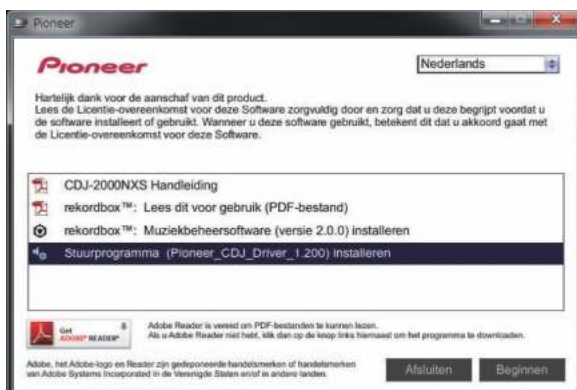 Pioneer
Pioneer
Nederlands
Hartelijk dank voor de aanschaf van dit product.
Lees de Licentie-overeenkomst voor deze Software zorgvuldig door en zorg dat u deze begrijpt voordat u
de software installeert of gebruikt. Wanneer u deze software gebruikt, betekent dit dat u akkoord gaat met
de Licentie-overeenkomst voor deze Software.
CDJ-2000NXS Handleiding
rekordbox™: Lees dit voor gebruik (PDF-bestand)
rekordbox™: Muziekbeheersoftware (versie 2.0.0) installeren
Stuurprogramma (Pioneer_CDJ_Driver_1.200) installeren
Get
ADOBE® READER®
Adobe Reader is vereist om PDF-bestanden te kunnen lezen.
Als u Adobe Reader niet hebt, klik dan op de knop links hiernaast om het programma te downloaden.
Adobe, het Adobe-logo en Reader zijn gedeponeerde handelsmerken of handelsmerken
van Adobe Systems Incorporated in de Verenigde Staten en/of in andere landen.
Afsluiten
Beginnen